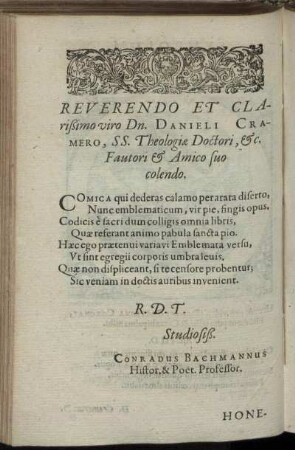 REVERENDO ET CLA-
rißimo viro Dn. DANIELI CRA-
MERO, SS. Theologiæ Doctori, &c.
Fautori & Amico suo
colendo.
COMICA qui dederas calamo perarata diserto,
Nunc emblematicum, vir pie, fingis opus.
Codicis è sacri dum colligis omnia libris,
Quæ referant animo pabula sancta pio.
Hæc ego prætenui variavi Emblemata versu,
Vt sint egregii corporis umbra levis,
Quæ non displiceant, si te censore probentur;
Sic veniam in doctis auribus invenient.
R. D. T.
Studiosiß.
CONRADUS BACHMANNUS
Histor. & Poët. Professor.
HONE-